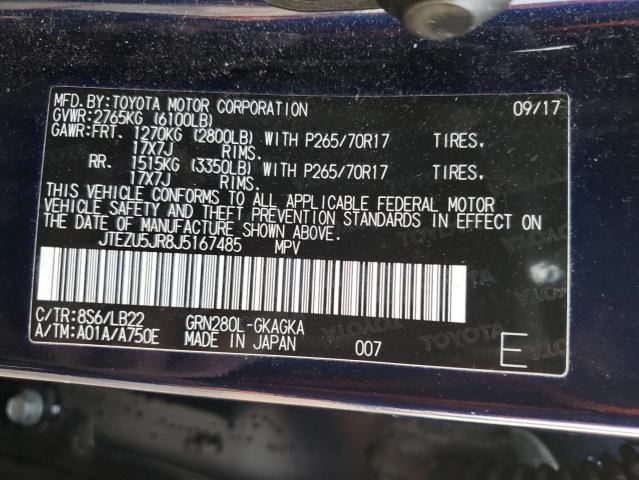 MFD.BY:TOYOTA MOTOR CORPORATION 09/17
GVWR:2765KG (6100LB)
GAWR:FRT. 1270KG (2800LB) WITH P265/70R17 TIRES,
17X7J RIMS.
RR. 1515KG (3350LB) WITH P265/70R17 TIRES,
17X7J RIMS.
THIS VEHICLE CONFORMS TO ALL APPLICABLE FEDERAL MOTOR
VEHICLE SAFETY AND THEFT PREVENTION STANDARDS IN EFFECT ON
THE DATE OF MANUFACTURE SHOWN ABOVE.
JTEZU5JR8J5167485 MPV
C/TR:8S6/LB22 GRN280L-GKAGKA
A/TM:A01A/A750E MADE IN JAPAN 007 E